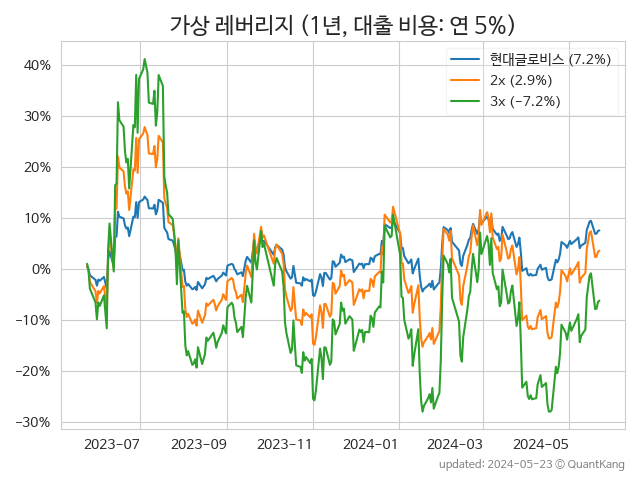 가상 레버리지 (1년, 대출 비용: 연 5%)
현대글로비스 (7.2%)
2x (2.9%)
3x (−7.2%)
40%
30%
20%
10%
0%
−10%
−20%
−30%
2023-07
2023-09
2023-11
2024-01
2024-03
2024-05
updated: 2024-05-23 © QuantKang